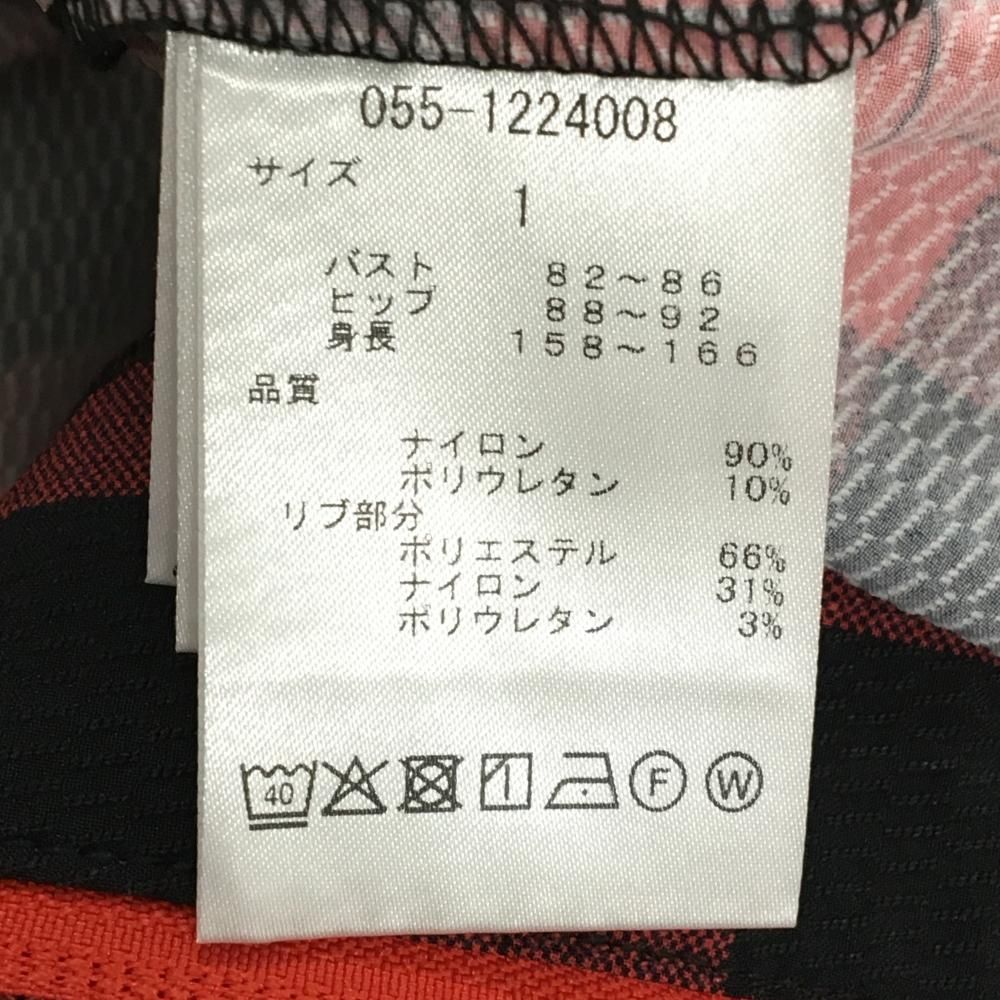 055-1224008
サイズ
1
バスト 82～86
ヒップ 88～92
身長 158～166
品質
ナイロン 90%
ポリウレタン 10%
リブ部分
ポリエステル 66%
ナイロン 31%
ポリウレタン 3%
40 F W